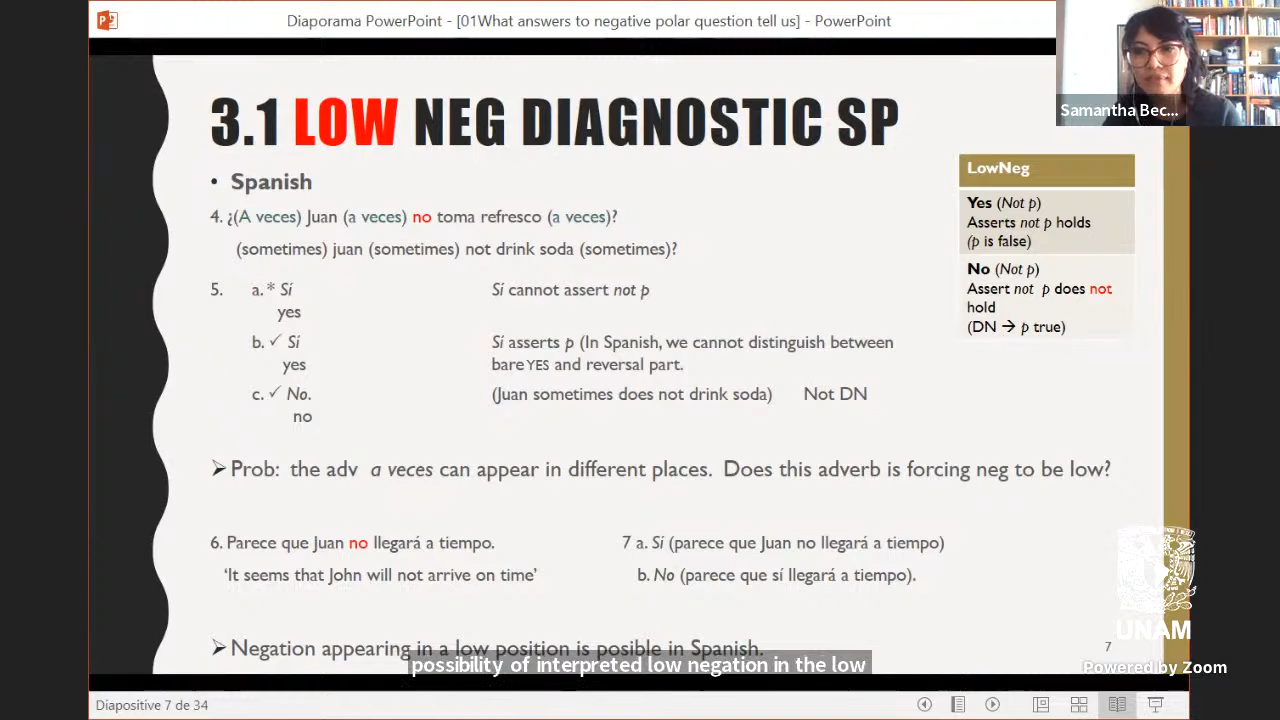 Diaporama PowerPoint - [01What answers to negative polar question tell us] - PowerPoint
Samantha Bec...
3.1 LOW NEG DIAGNOSTIC SP
• Spanish
4. ¿(A veces) Juan (a veces) no toma refresco (a veces)?
(sometimes) juan (sometimes) not drink soda (sometimes)?
5. a. * Sí Sí cannot assert not p
yes
b. ✓ Sí Sí asserts p (In Spanish, we cannot distinguish between
yes bare YES and reversal part.
c. ✓ No. (Juan sometimes does not drink soda) Not DN
no
LowNeg
Yes (Not p)
Asserts not p holds
(p is false)
No (Not p)
Assert not p does not
hold
(DN → p true)
➢ Prob: the adv a veces can appear in different places. Does this adverb is forcing neg to be low?
6. Parece que Juan no llegará a tiempo. 7 a. Sí (parece que Juan no llegará a tiempo)
‘It seems that John will not arrive on time’ b. No (parece que sí llegará a tiempo).
➢ Negation appearing in a low position is posible in Spanish.
7
possibility of interpreted low negation in the low
UNAM
Powered by Zoom
Diapositive 7 de 34